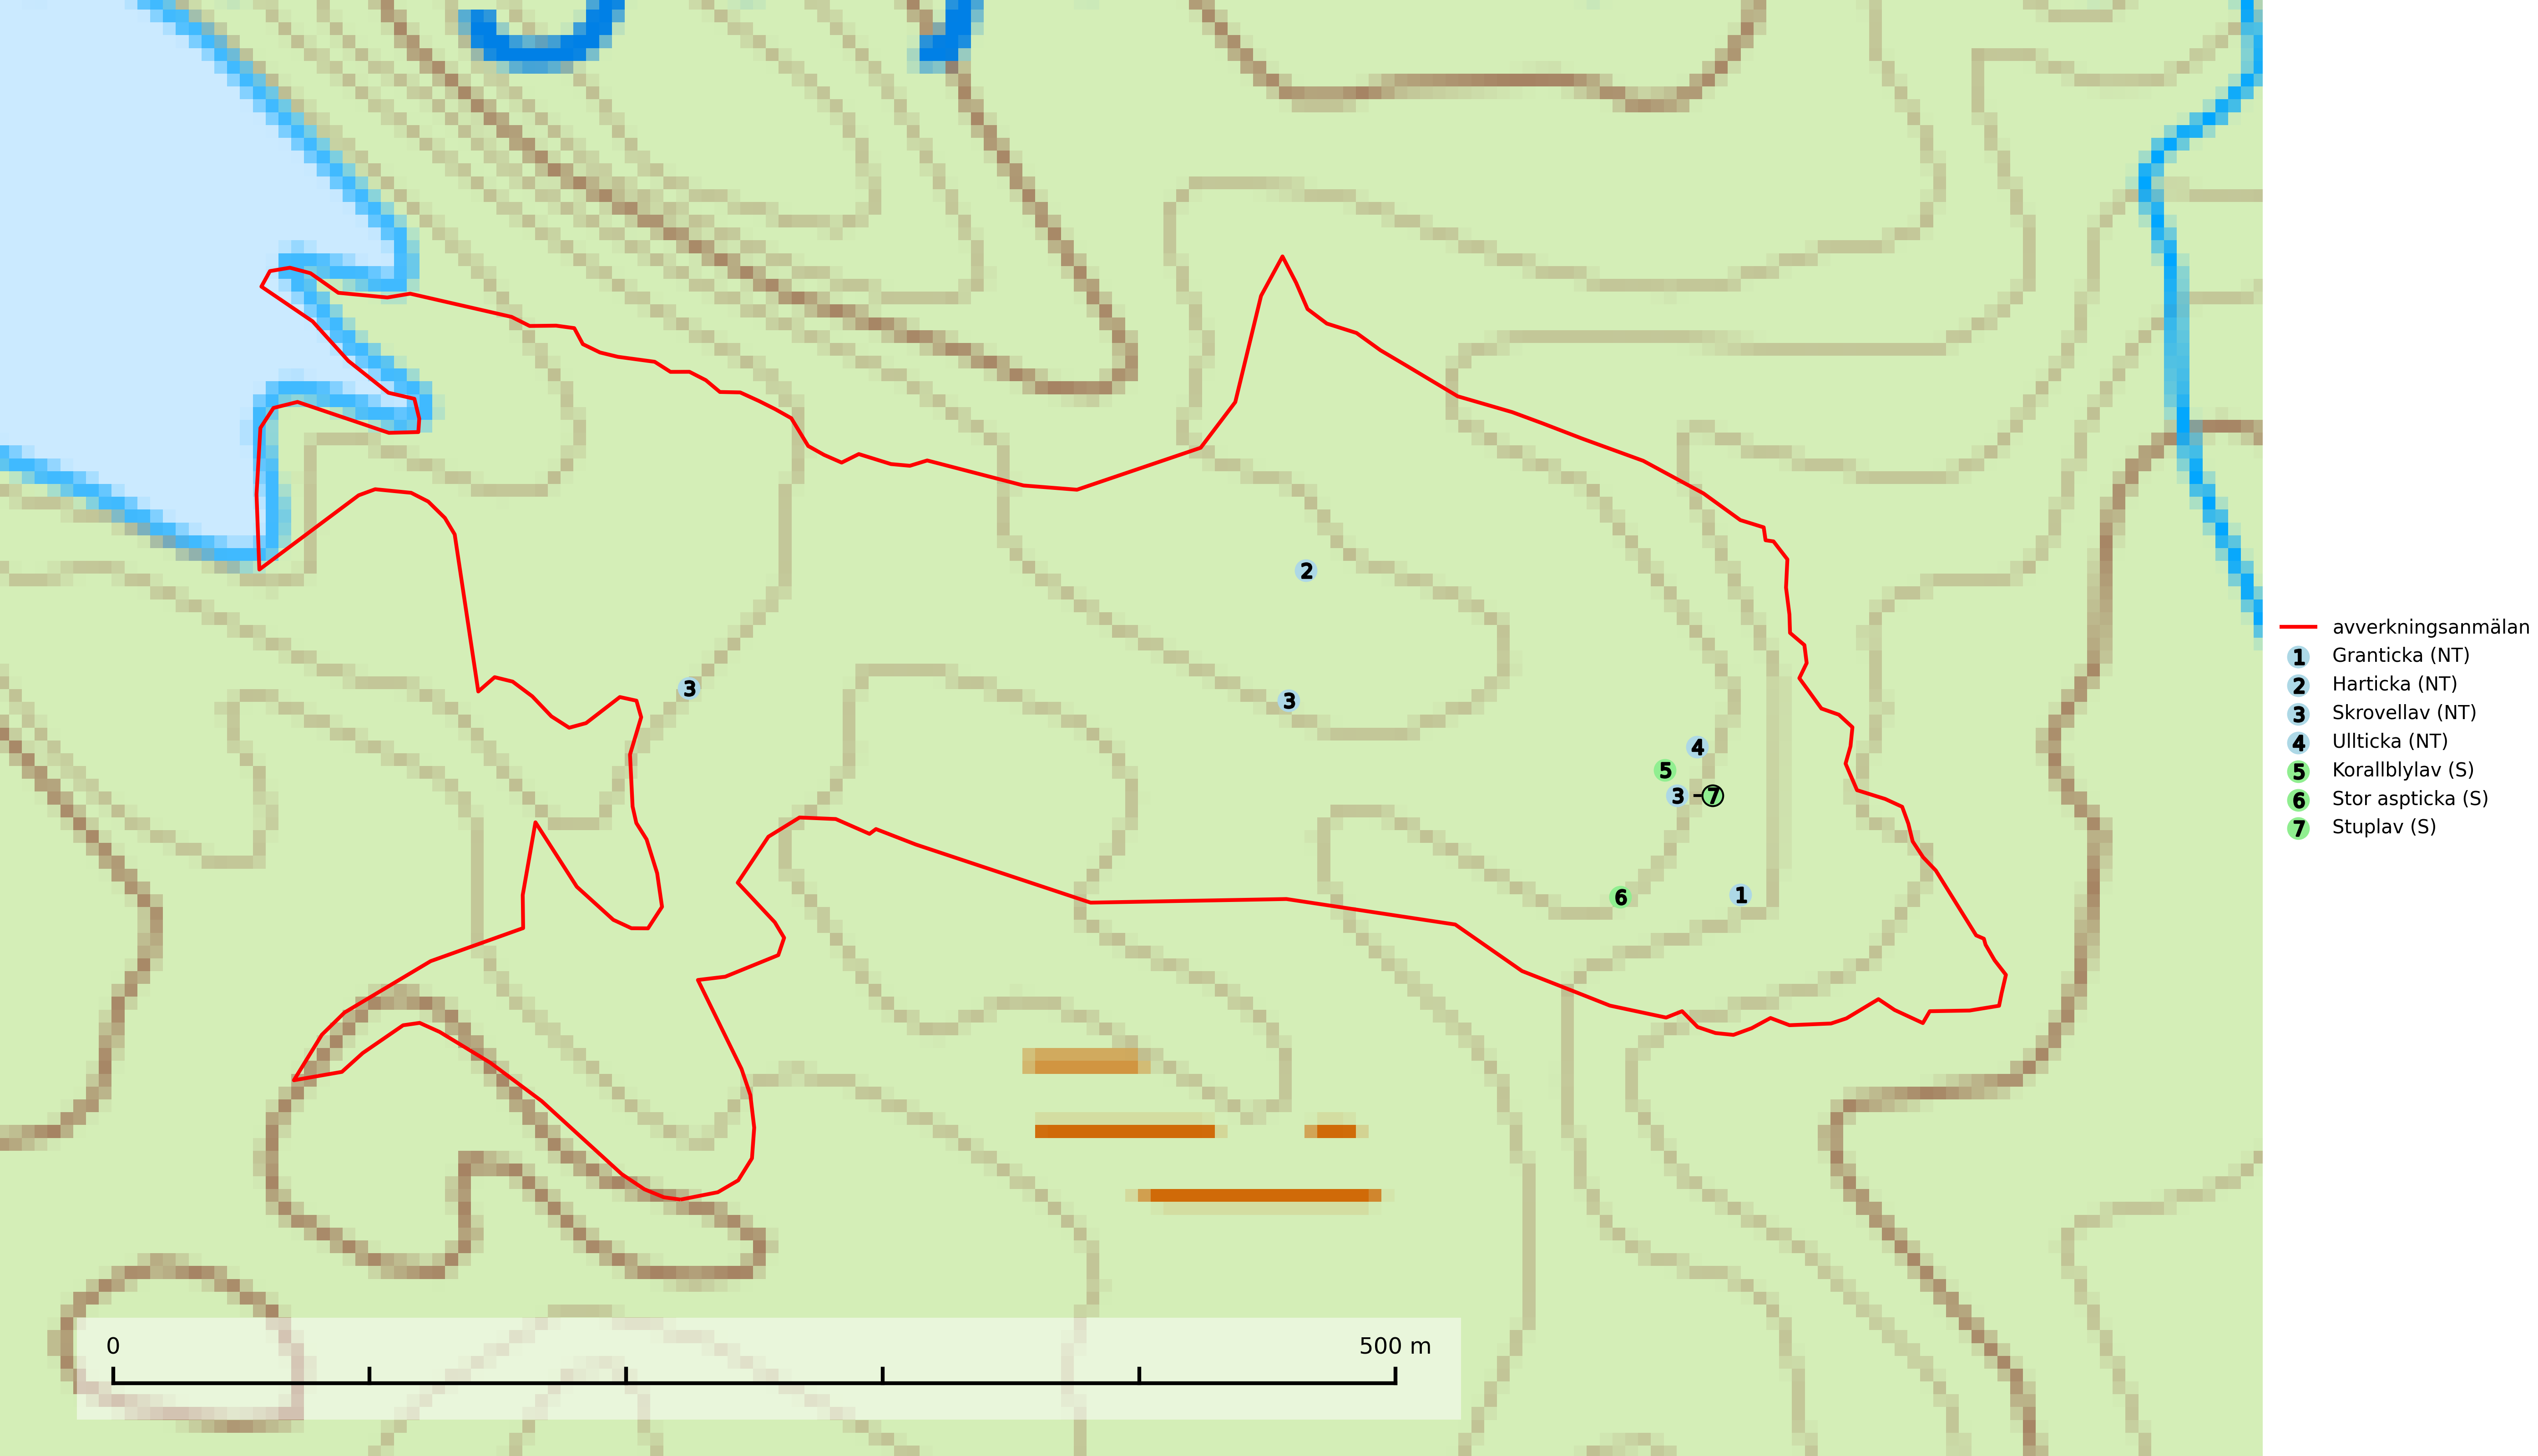 2
3
3
4
5
3
7
6
1
avverkningsanmälan
1 Granticka (NT)
2 Harticka (NT)
3 Skrovellav (NT)
4 Ullticka (NT)
5 Korallblylav (S)
6 Stor aspticka (S)
7 Stuplav (S)
0 500 m